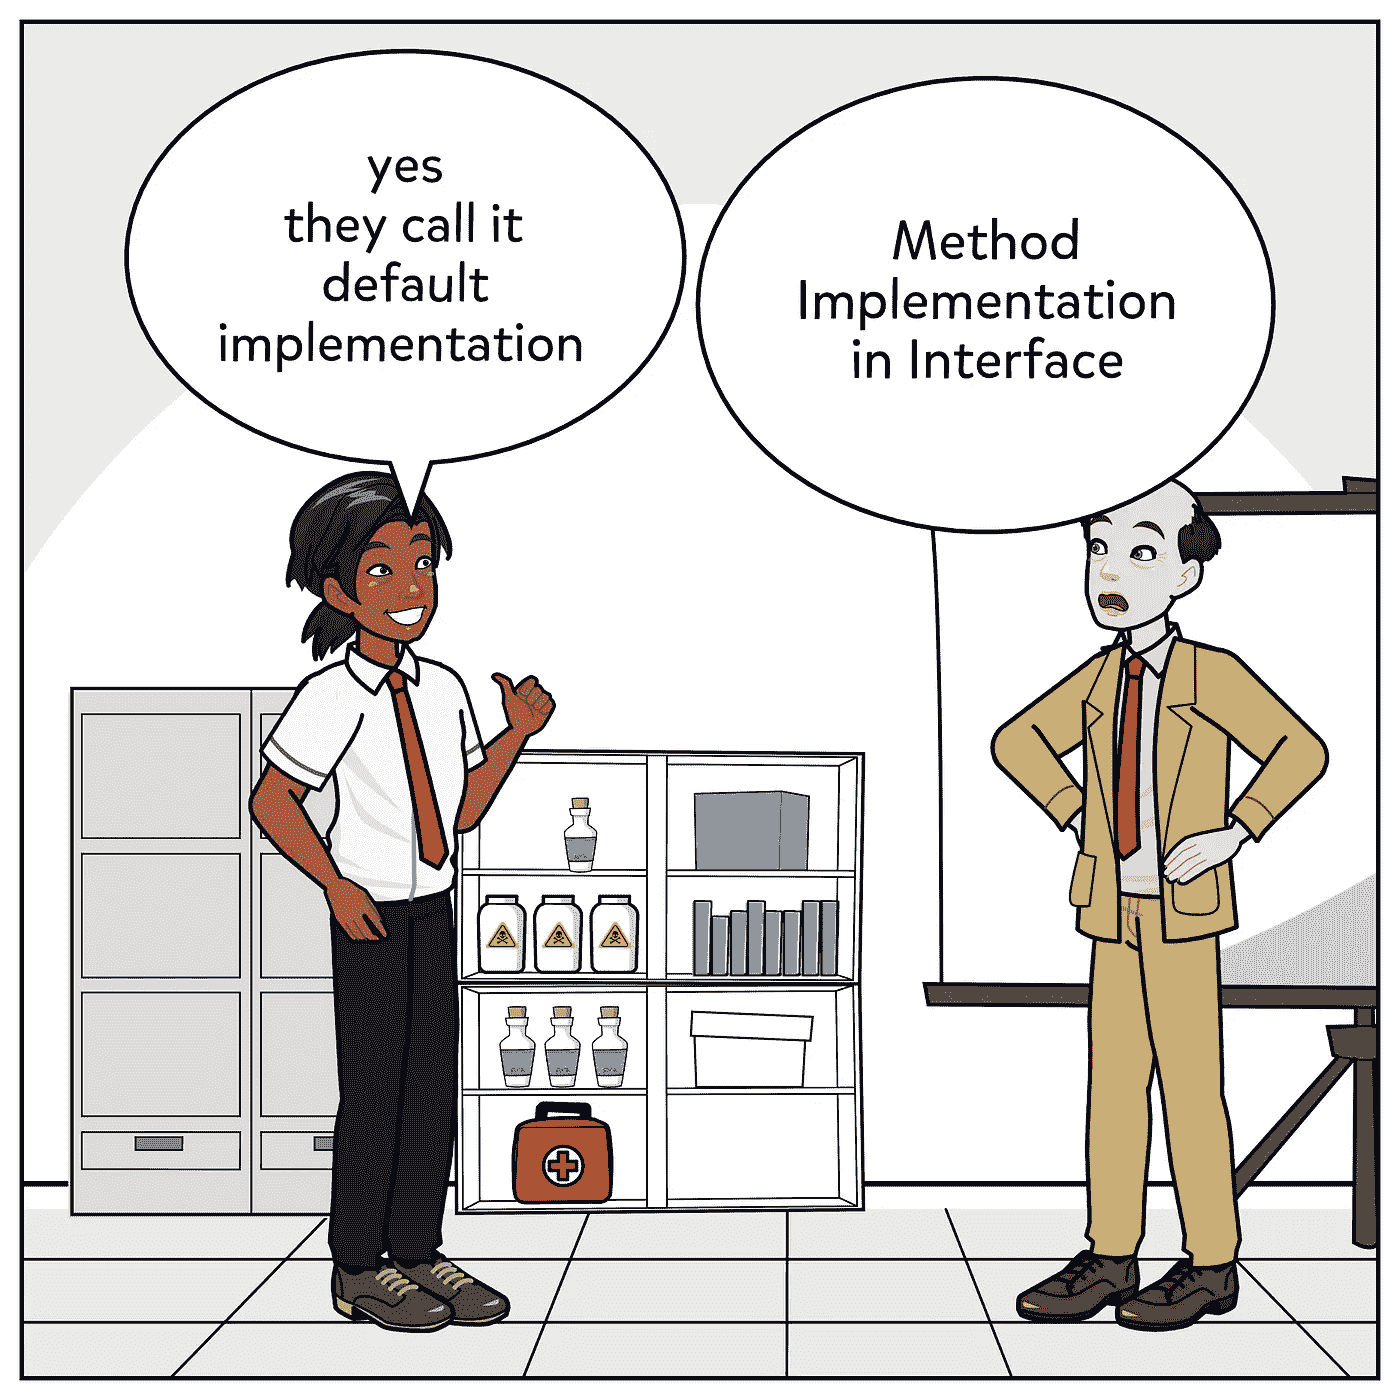 yes
they call it
default
implementation
Method
Implementation
in Interface